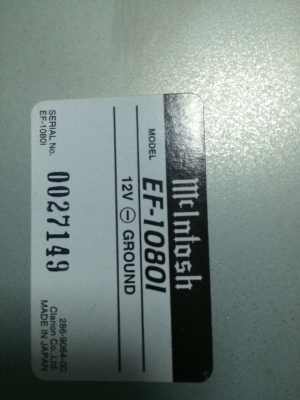 McIntosh
MODEL EF-1080I
12V ⊖ GROUND
SERIAL No. 0027149
EF-1080I
286-9064-00
Clarion Co., Ltd.
MADE IN JAPAN